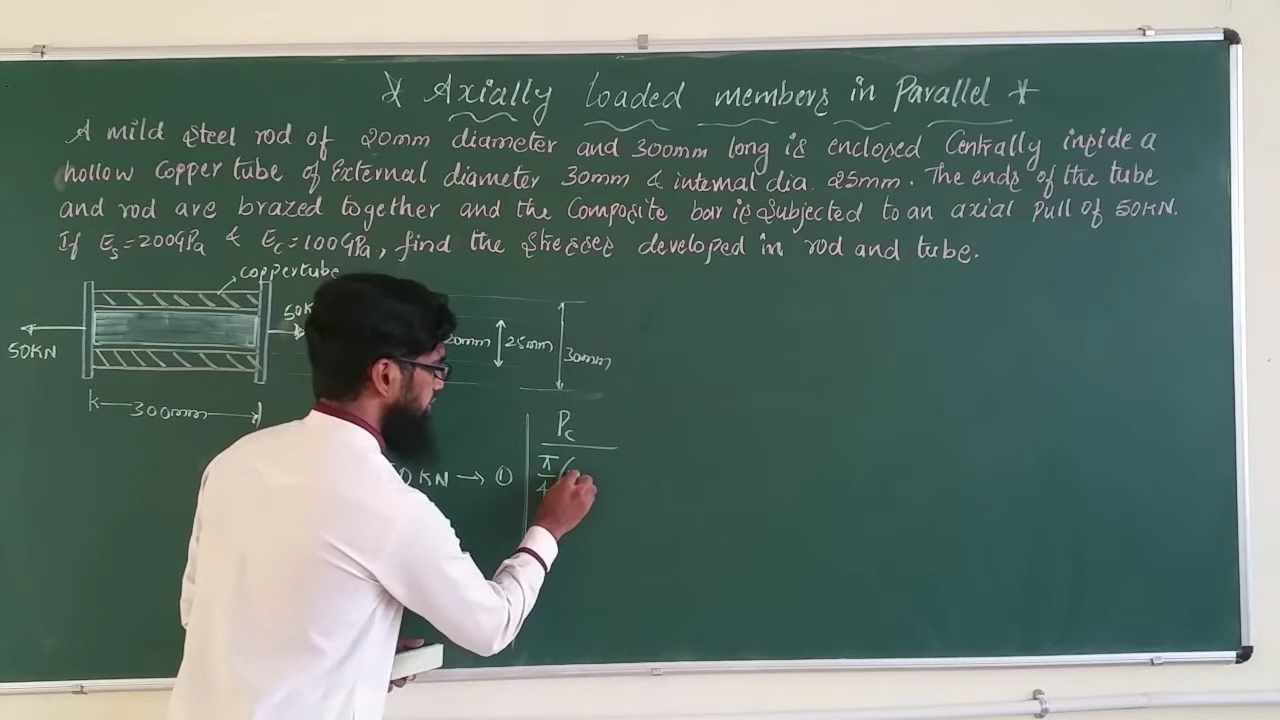 * Axially loaded members in Parallel *
A mild steel rod of 20mm diameter and 300mm long is enclosed Centrally inside a
hollow copper tube of External diameter 30mm & internal dia. 25mm. The ends of the tube
and rod are brazed together and the Composite bar is subjected to an axial pull of 50KN.
If Es=200GPa & Ec=100GPa, find the stresses developed in rod and tube.
copper tube
50KN
20mm
25mm
30mm
300mm
KN → ①
Pc
π
4
(